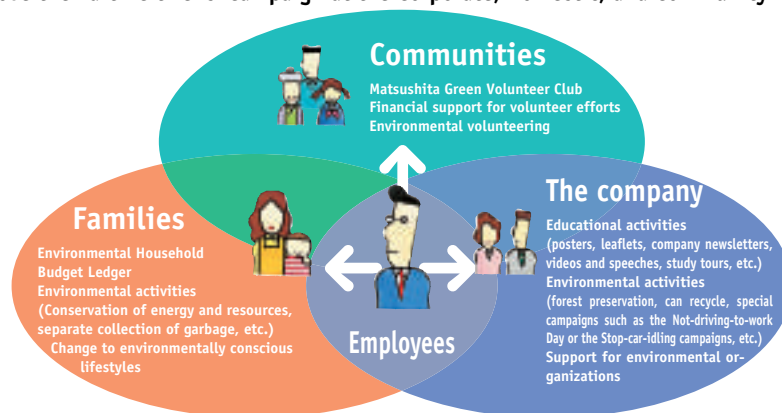 Communities
Matsushita Green Volunteer Club
Financial support for volunteer efforts
Environmental volunteering
Families
Environmental Household
Budget Ledger
Environmental activities
(Conservation of energy and resources,
separate collection of garbage, etc.)
Change to environmentally conscious
lifestyles
Employees
The company
Educational activities
(posters, leaflets, company newsletters,
videos and speeches, study tours, etc.)
Environmental activities
(forest preservation, can recycle, special
campaigns such as the Not-driving-to-work
Day or the Stop-car-idling campaigns, etc.)
Support for environmental or-
ganizations